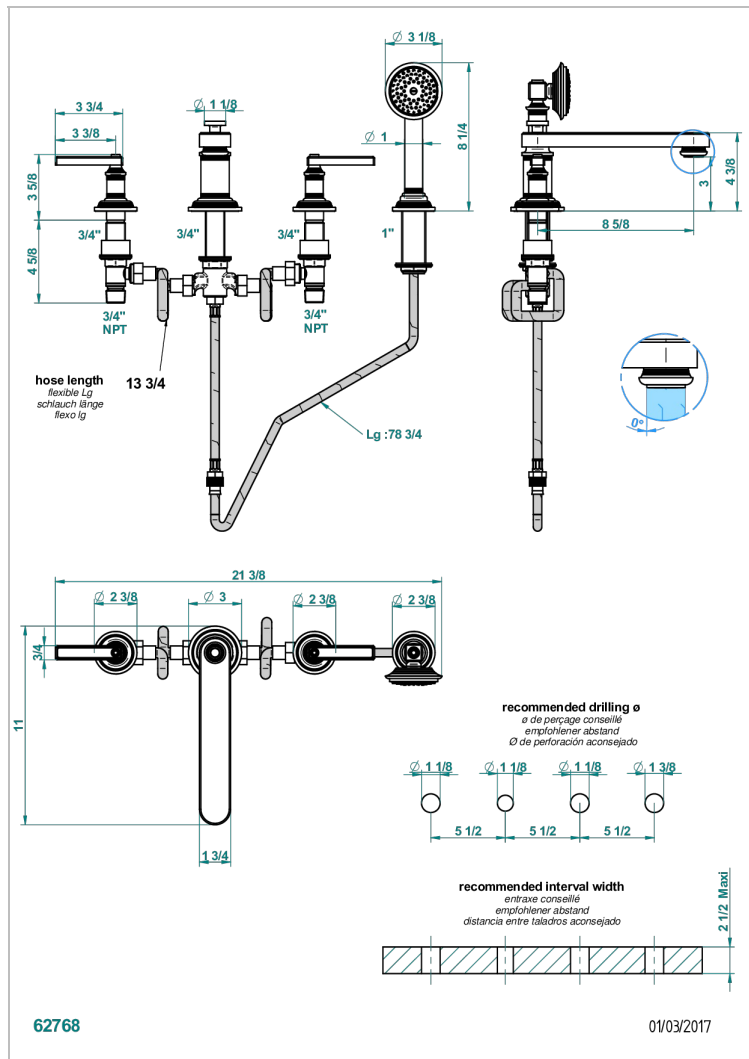 Ø 3 1/8
3 3/4
Ø 1 1/8
3 3/8
Ø 1
8 1/4
3 5/8
4 3/8
3
8 5/8
3/4"
3/4"
3/4"
1"
4 5/8
3/4"
NPT
3/4"
NPT
hose length
flexible Lg
schlauch länge
flexo lg
13 3/4
Lg :78 3/4
0°
21 3/8
Ø 2 3/8
Ø 3
Ø 2 3/8
Ø 2 3/8
3/4
11
1 3/4
recommended drilling ø
ø de perçage conseillé
empfohlener abstand
Ø de perforación aconsejado
Ø 1 1/8
Ø 1 1/8
Ø 1 1/8
Ø 1 3/8
5 1/2
5 1/2
5 1/2
recommended interval width
entraxe conseillé
empfohlener abstand
distancia entre taladros aconsejado
2 1/2 Maxi
62768
01/03/2017